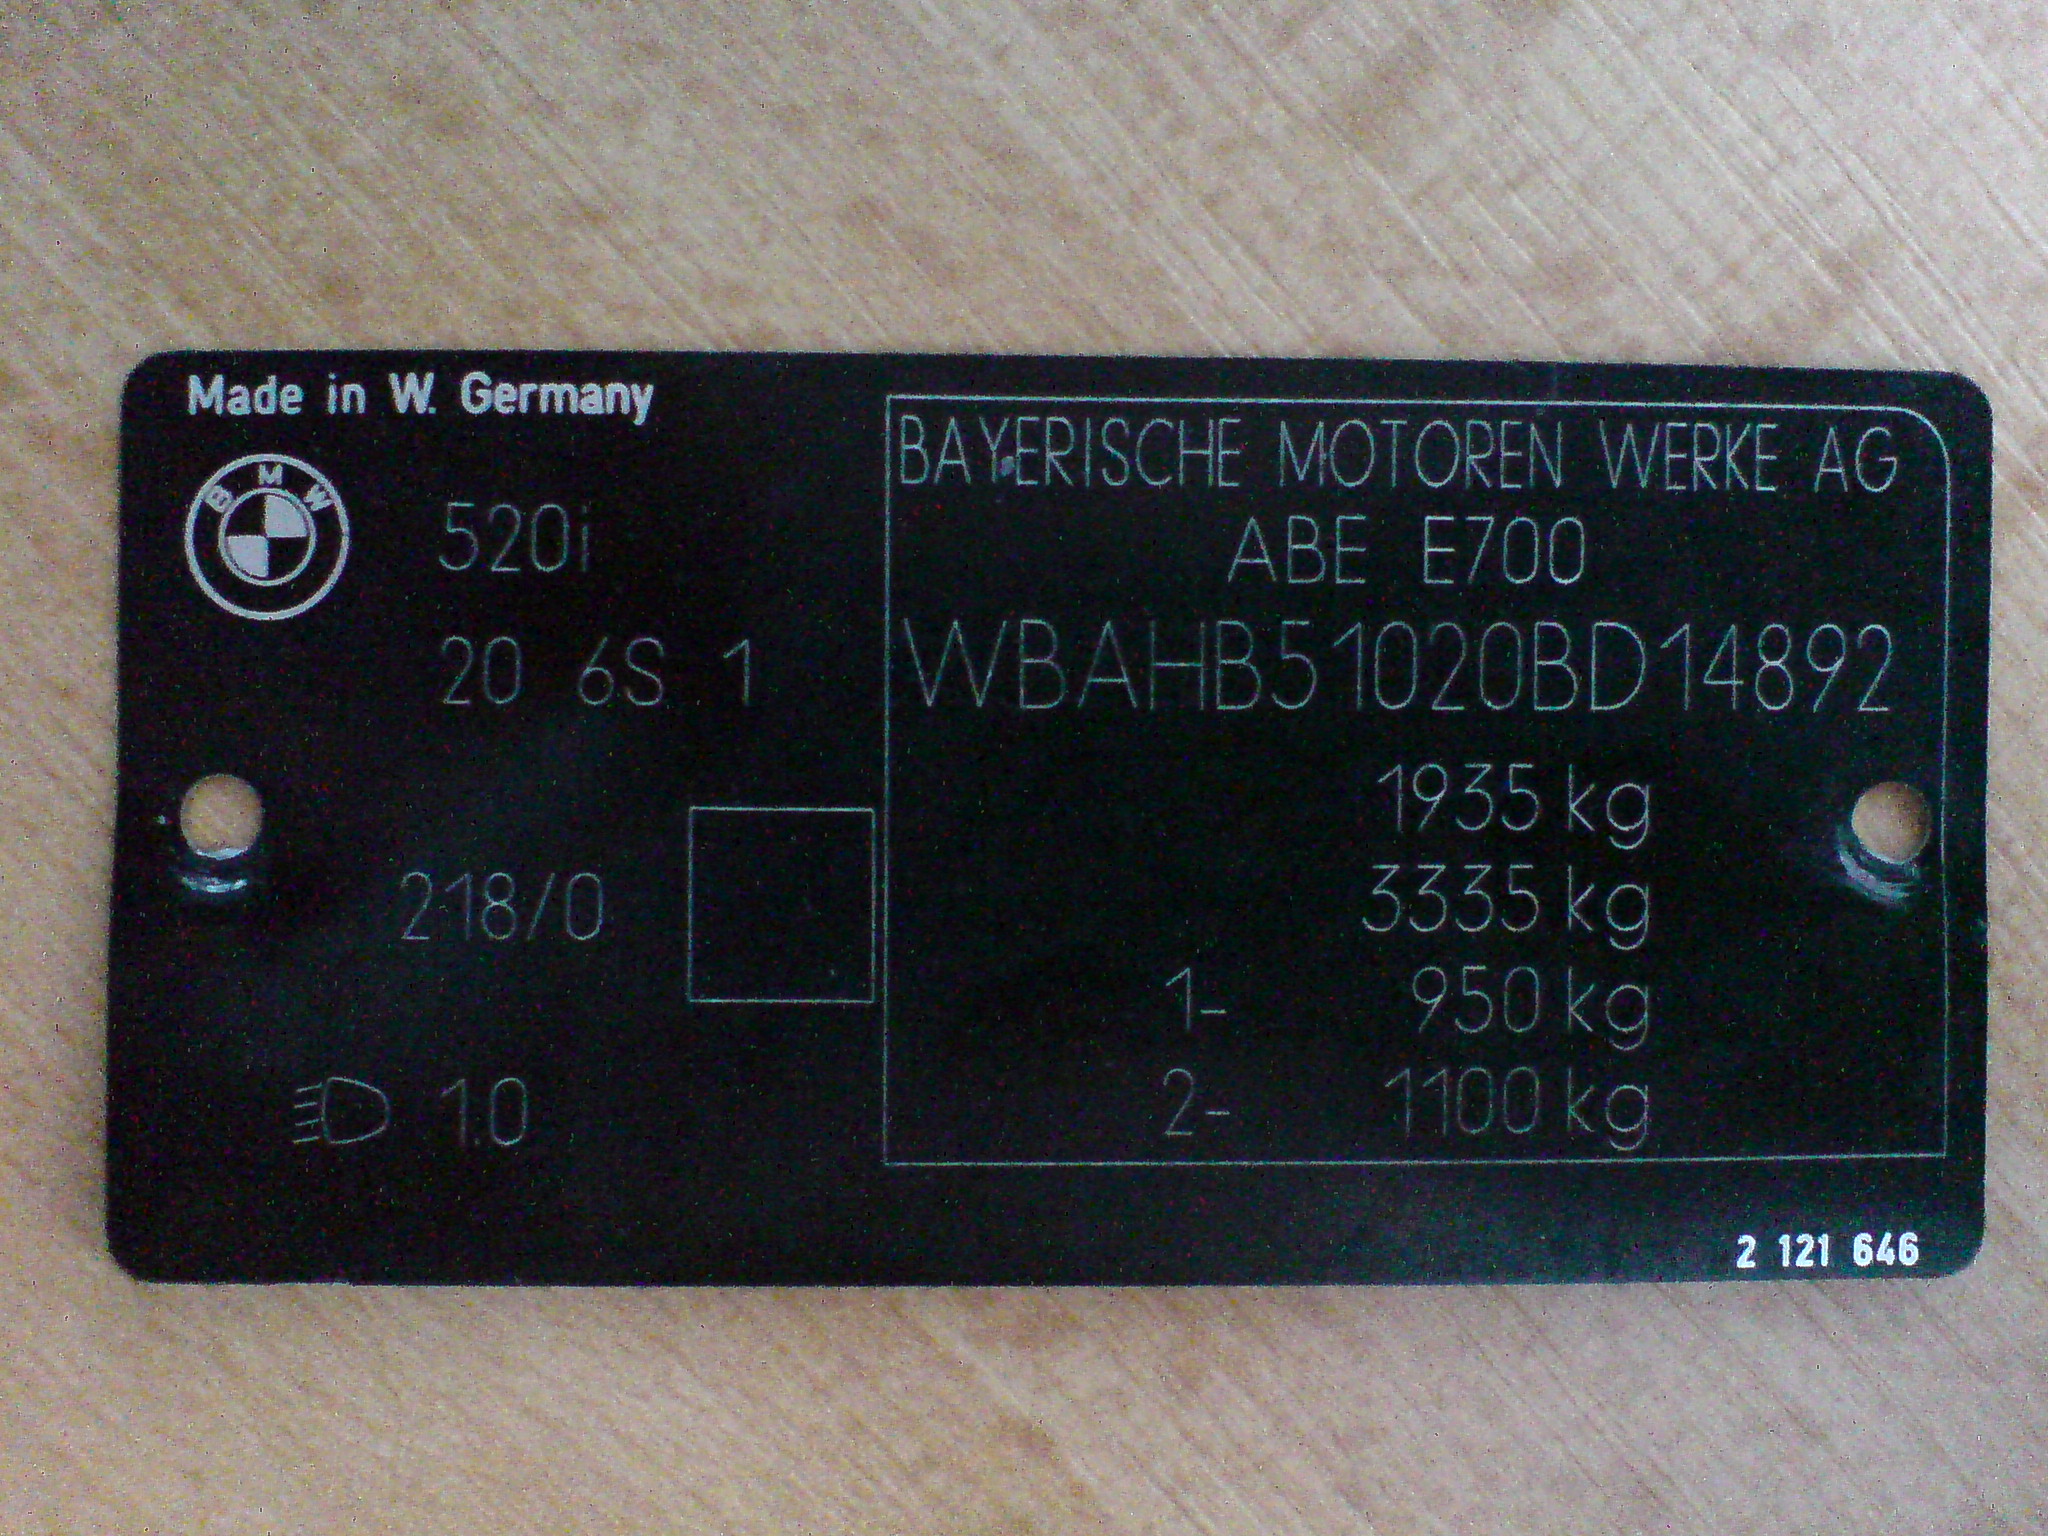 Made in W. Germany
BMW
520i
20 6S 1
218/0
1.0
BAYERISCHE MOTOREN WERKE AG
ABE E700
WBAHB51020BD14892
1935 kg
3335 kg
1- 950 kg
2- 1100 kg
2 121 646